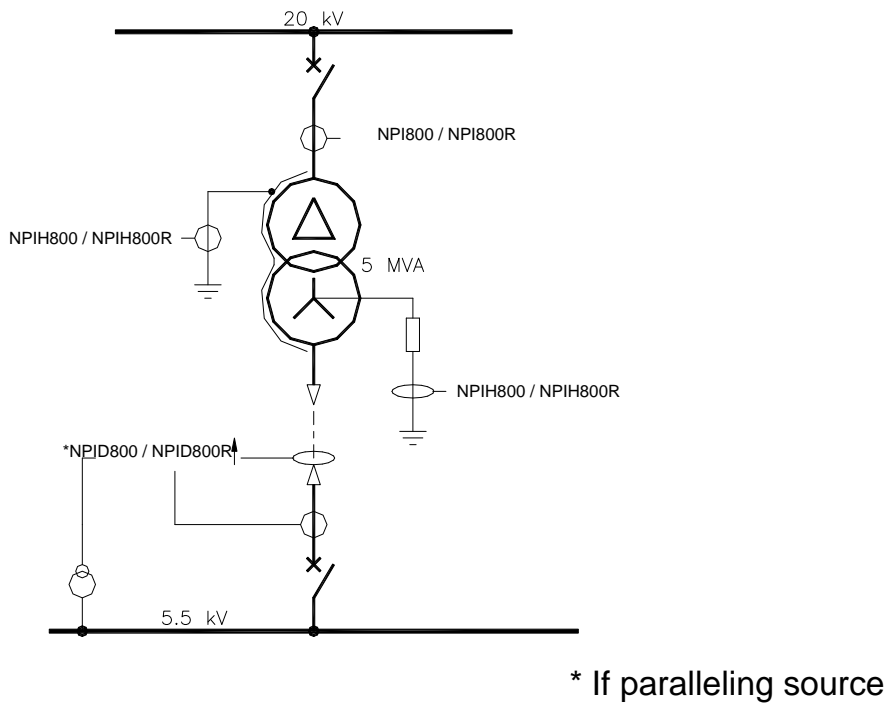 20 kV
NPI800 / NPI800R
NPIH800 / NPIH800R
5 MVA
NPIH800 / NPIH800R
*NPID800 / NPID800R
5.5 kV
* If paralleling source